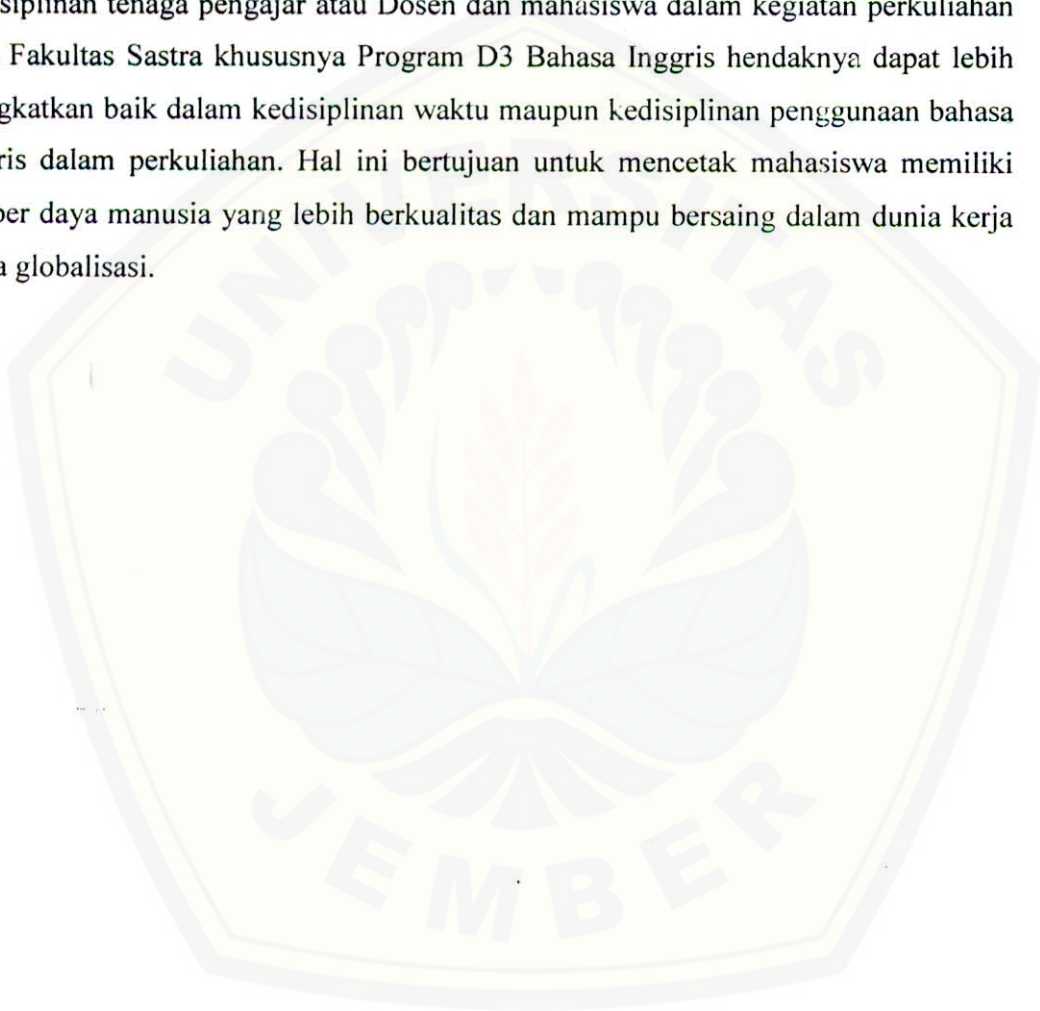 siplinan tenaga pengajar atau Dosen dan mahasiswa dalam kegiatan perkuliahan
Fakultas Sastra khususnya Program D3 Bahasa Inggris hendaknya dapat lebih
gkatkan baik dalam kedisiplinan waktu maupun kedisiplinan penggunaan bahasa
ris dalam perkuliahan. Hal ini bertujuan untuk mencetak mahasiswa memiliki
ber daya manusia yang lebih berkualitas dan mampu bersaing dalam dunia kerja
a globalisasi.
UNIVERSITAS
JEMBER